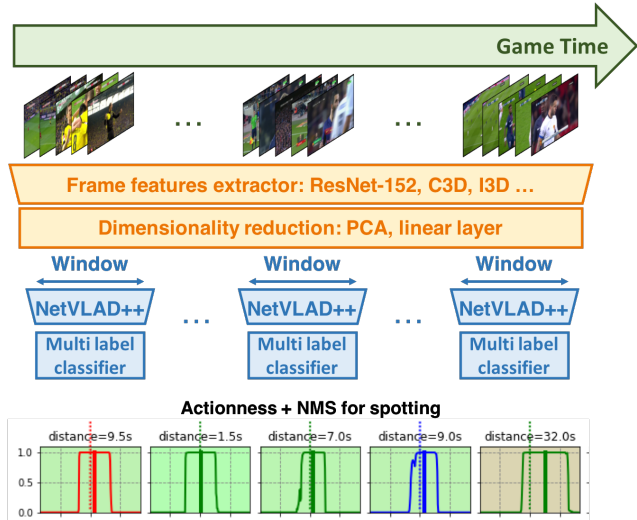 Game Time
... ...
Frame features extractor: ResNet-152, C3D, I3D ...
Dimensionality reduction: PCA, linear layer
Window Window Window
NetVLAD++ ... NetVLAD++ ... NetVLAD++
Multi label classifier Multi label classifier Multi label classifier
Actionness + NMS for spotting
distance=9.5s distance=1.5s distance=7.0s distance=9.0s distance=32.0s
1.0
0.5
0.0